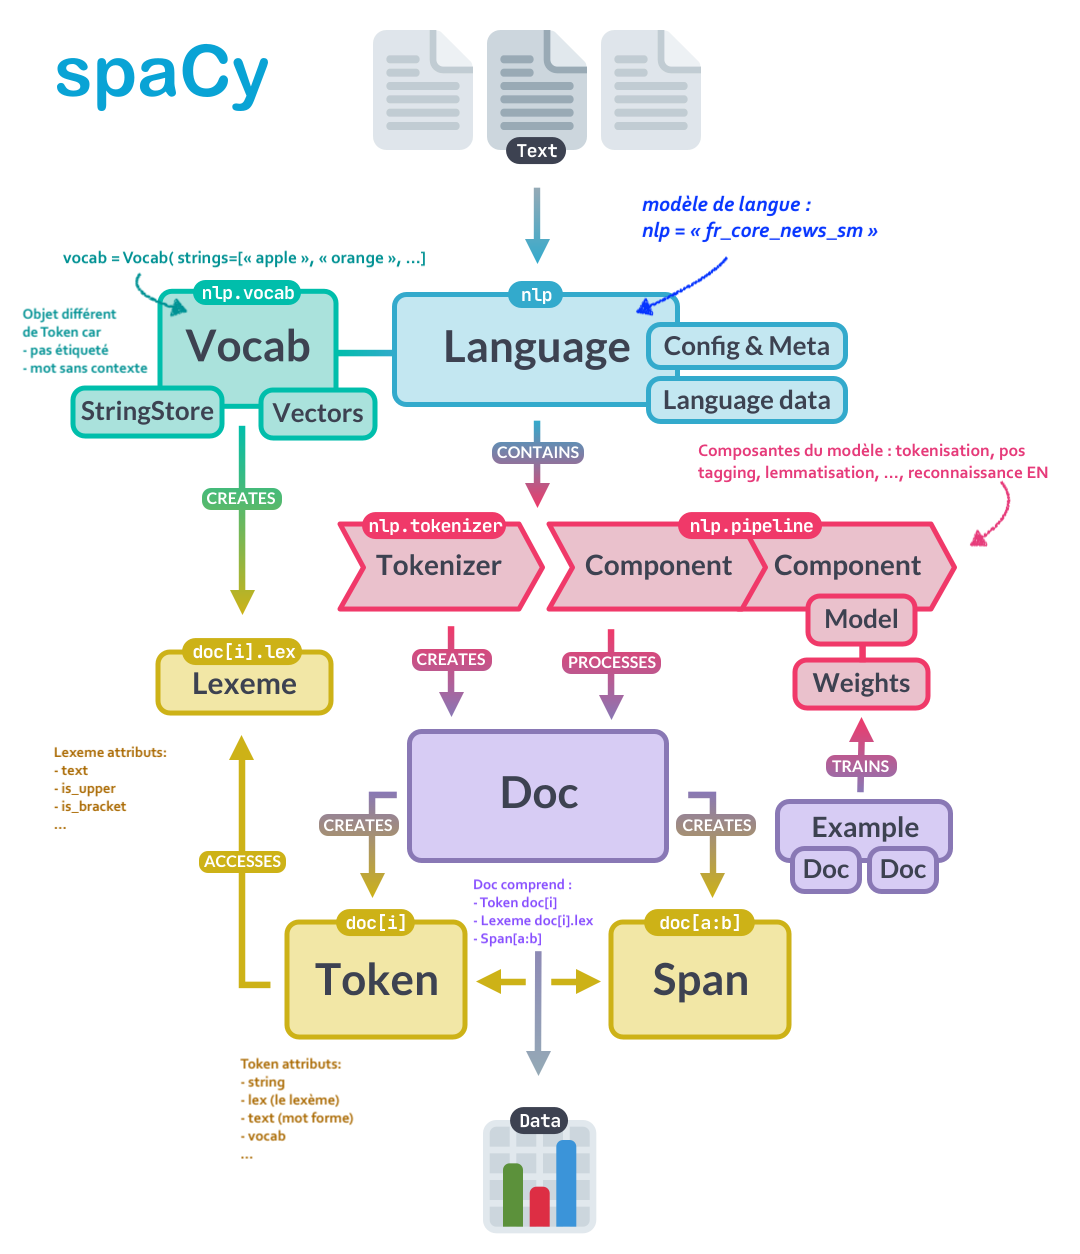 spaCy
Text
modèle de langue :
nlp = « fr_core_news_sm »
vocab = Vocab( strings=[« apple », « orange », ...]
nlp.vocab
nlp
Objet différent
de Token car
- pas étiqueté
- mot sans contexte
Vocab
Language
Config & Meta
StringStore
Vectors
Language data
CONTAINS
Composantes du modèle : tokenisation, pos
tagging, lemmatisation, ..., reconnaissance EN
CREATES
nlp.tokenizer
nlp.pipeline
Tokenizer
Component
Component
Model
doc[i].lex
Lexeme
CREATES
PROCESSES
Weights
Lexeme attributs:
- text
- is_upper
- is_bracket
...
TRAINS
Doc
CREATES
CREATES
Example
Doc
Doc
ACCESSES
Doc comprend :
- Token doc[i]
- Lexeme doc[i].lex
- Span[a:b]
doc[i]
doc[a:b]
Token
Span
Token attributs:
- string
- lex (le lexème)
- text (mot forme)
- vocab
...
Data